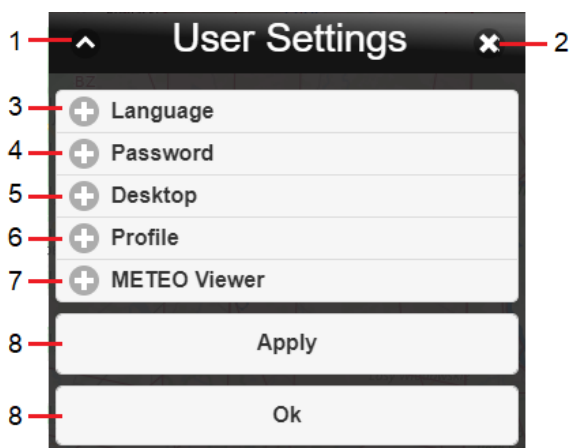 1 User Settings 2
BZ
3 Language
4 Password
5 Desktop
6 Profile
7 METEO Viewer
8 Apply
8 Ok